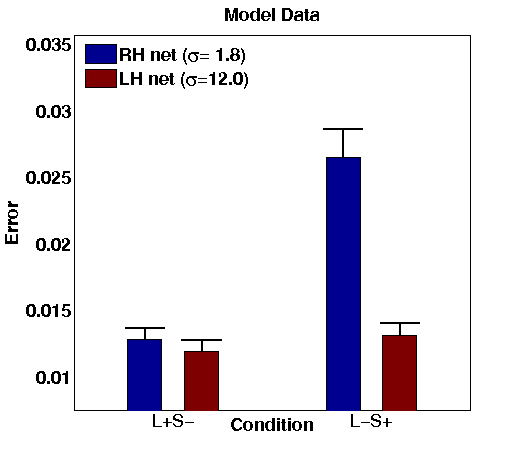 Model Data
0.035
0.03
0.025
0.02
0.015
0.01
Error
RH net (σ= 1.8)
LH net (σ=12.0)
L+S−
L−S+
Condition